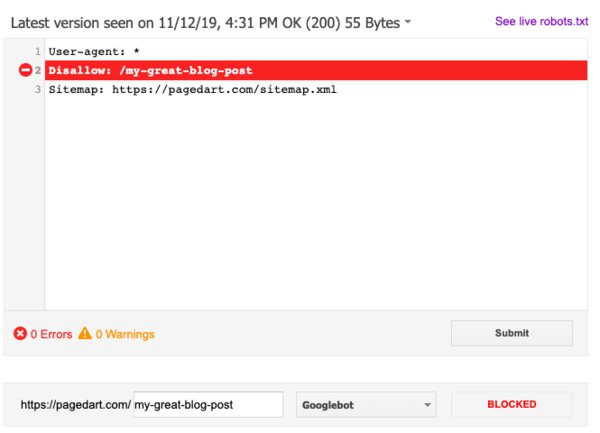 Latest version seen on 11/12/19, 4:31 PM OK (200) 55 Bytes
See live robots.txt
1 User-agent: *
2 Disallow: /my-great-blog-post
3 Sitemap: https://pagedart.com/sitemap.xml
0 Errors 0 Warnings
Submit
https://pagedart.com/ my-great-blog-post Googlebot BLOCKED